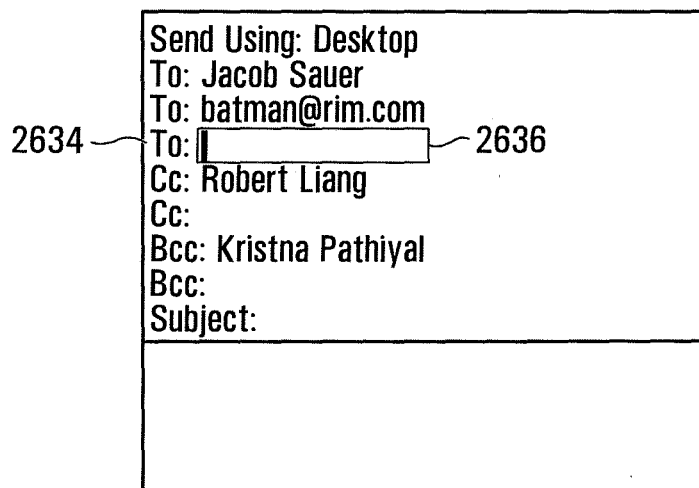 Send Using: Desktop
To: Jacob Sauer
To: batman@rim.com
2634 To: 2636
Cc: Robert Liang
Cc:
Bcc: Kristna Pathiyal
Bcc:
Subject: